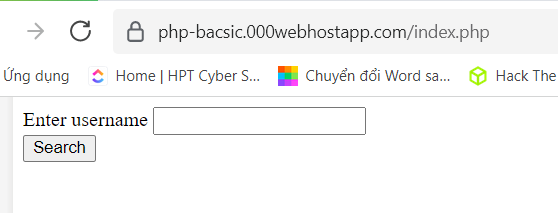 php-bacsic.000webhostapp.com/index.php
Ứng dụng Home | HPT Cyber S... Chuyển đổi Word sa... Hack The
Enter username
Search